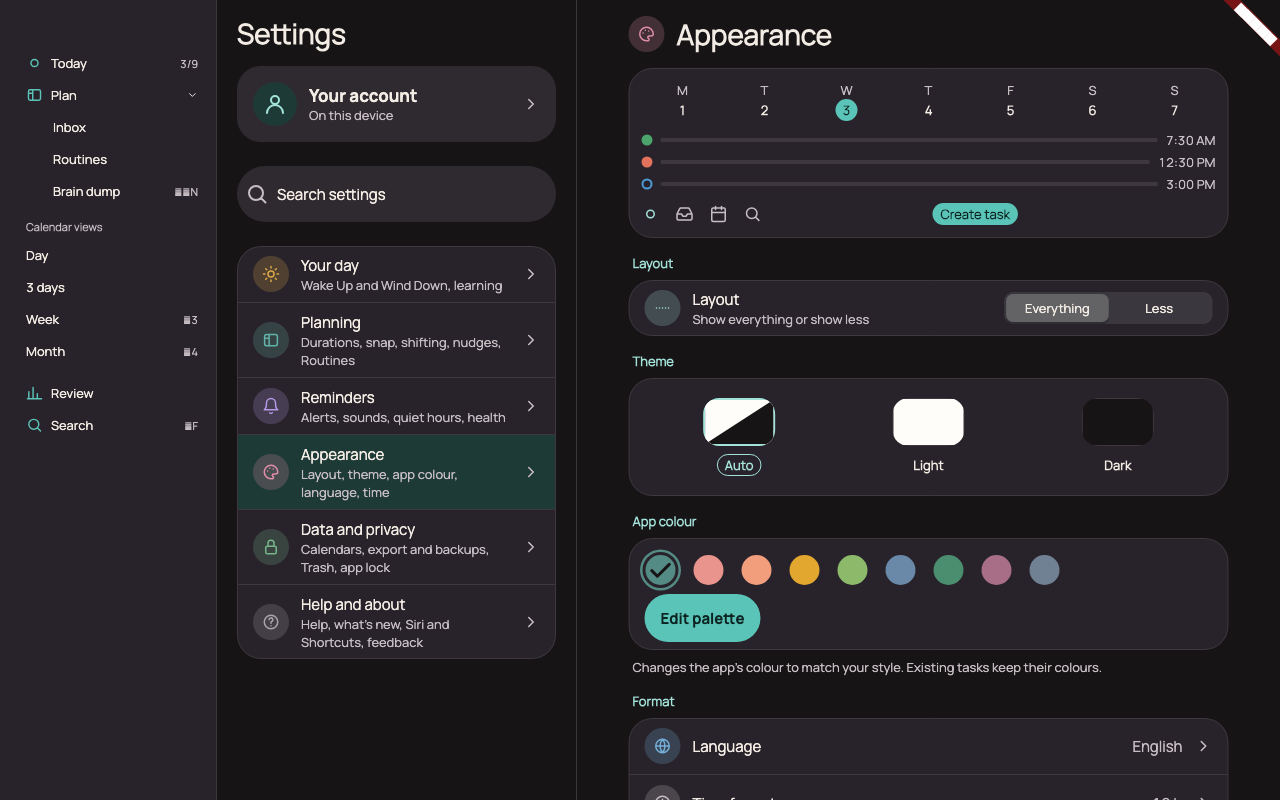 Today 3/9
Plan
Inbox
Routines
Brain dump N
Calendar views
Day
3 days
Week 3
Month 4
Review
Search F
Settings
Your account
On this device
Search settings
Your day
Wake Up and Wind Down, learning
Planning
Durations, snap, shifting, nudges,
Routines
Reminders
Alerts, sounds, quiet hours, health
Appearance
Layout, theme, app colour,
language, time
Data and privacy
Calendars, export and backups,
Trash, app lock
Help and about
Help, what's new, Siri and
Shortcuts, feedback
Appearance
M T W T F S S
1 2 3 4 5 6 7
7:30 AM
12:30 PM
3:00 PM
Create task
Layout
Layout
Show everything or show less
Everything Less
Theme
Auto Light Dark
App colour
Edit palette
Changes the app's colour to match your style. Existing tasks keep their colours.
Format
Language English